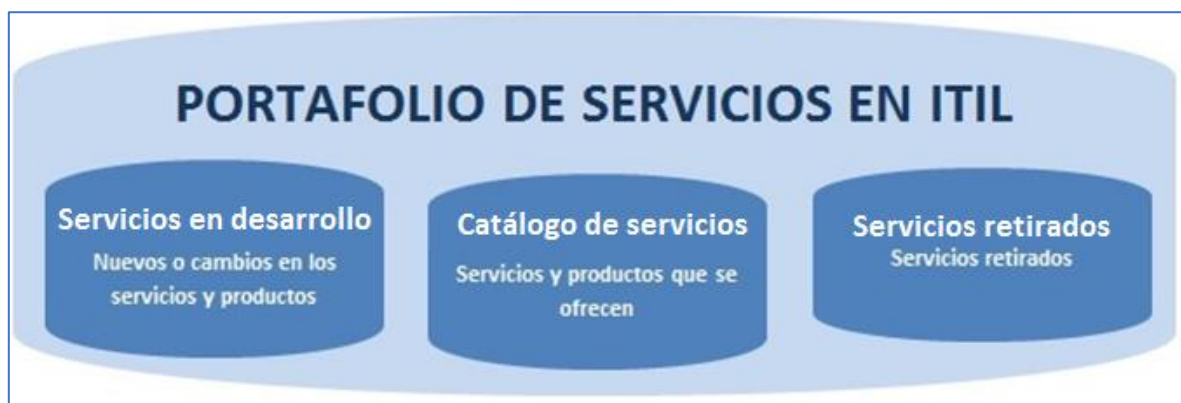 PORTAFOLIO DE SERVICIOS EN ITIL
Servicios en desarrollo
Nuevos o cambios en los
servicios y productos
Catálogo de servicios
Servicios y productos que se
ofrecen
Servicios retirados
Servicios retirados